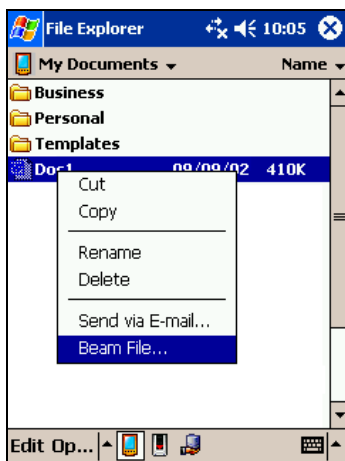 File Explorer 10:05
My Documents Name
Business
Personal
Templates
Doc1 09/09/02 410K
Cut
Copy
Rename
Delete
Send via E-mail...
Beam File...
Edit Op...